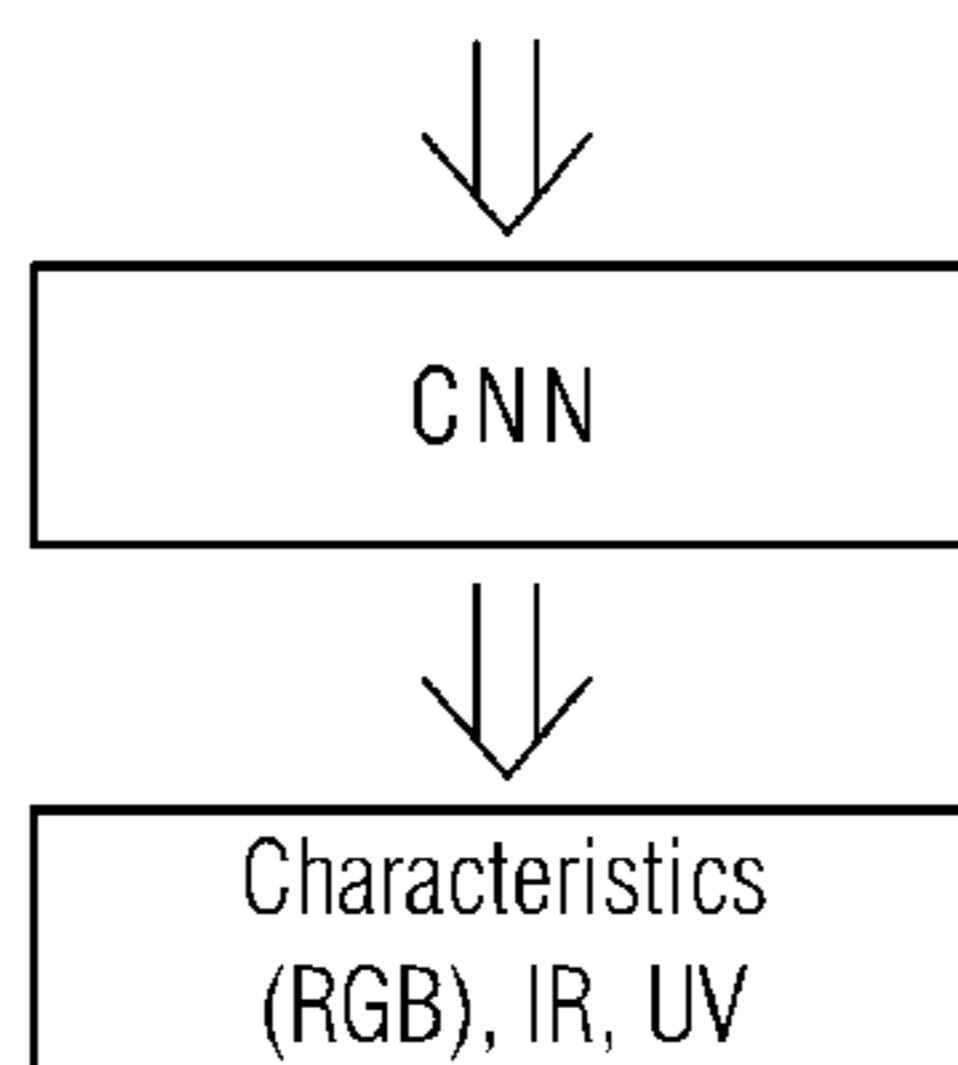 CNN
Characteristics
(RGB), IR, UV